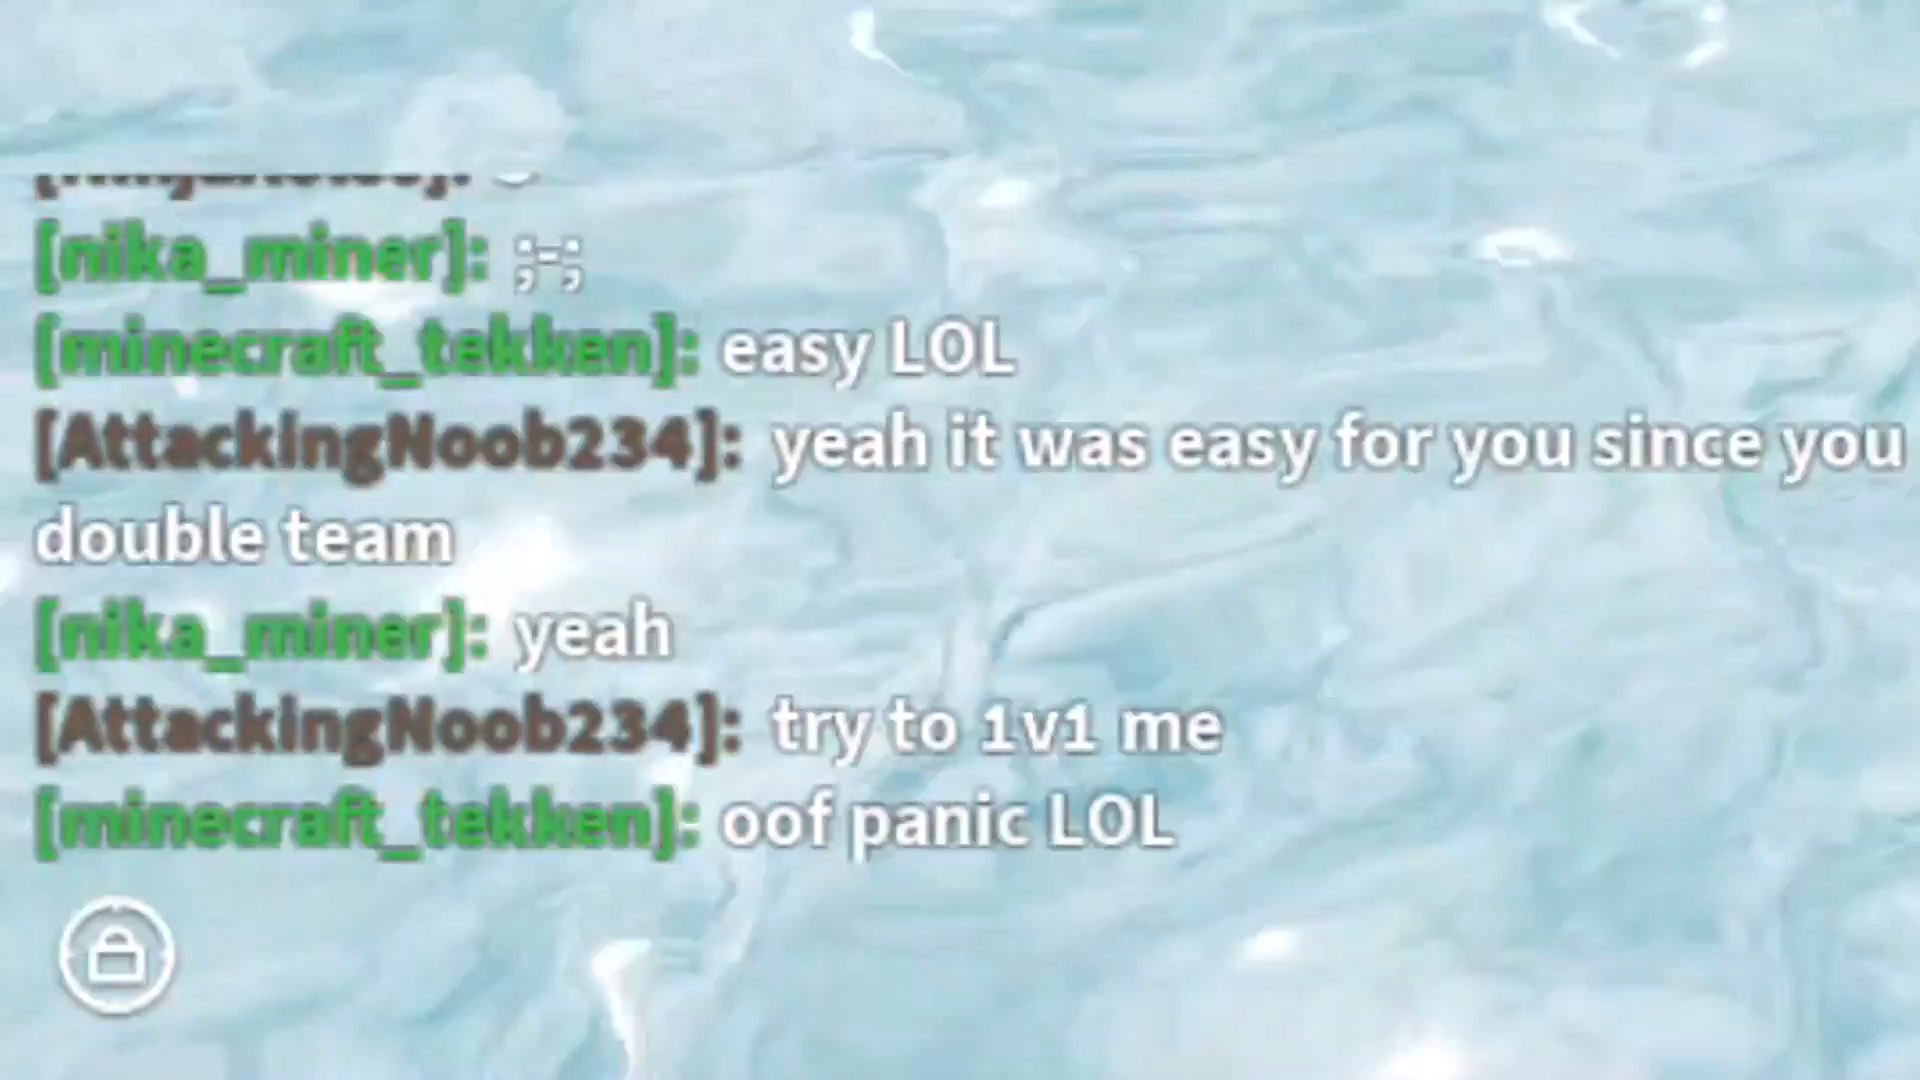 [nika_miner]: ;-;
[minecraft_tekken]: easy LOL
[AttackingNoob234]: yeah it was easy for you since you
double team
[nika_miner]: yeah
[AttackingNoob234]: try to 1v1 me
[minecraft_tekken]: oof panic LOL